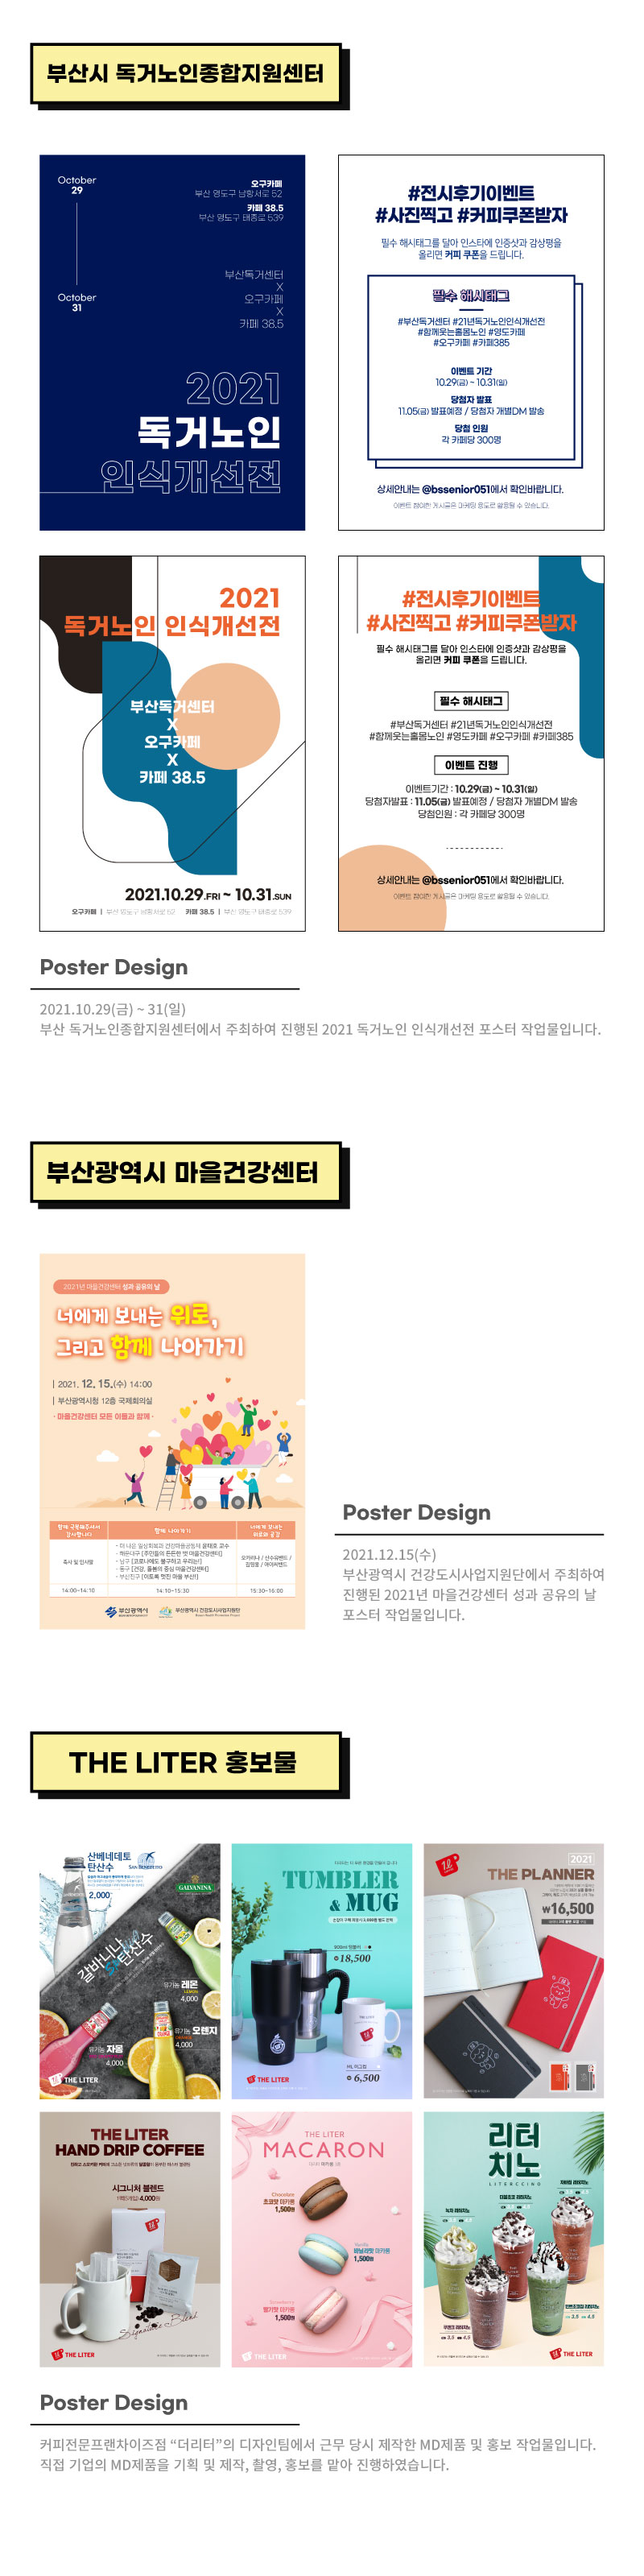 부산시 독거노인종합지원센터
October
29
October
31
오구카페
부산 영도구 남항서로 52
카페 38.5
부산 영도구 태종로 539
부산독거센터
X
오구카페
X
카페 38.5
2021
독거노인
인식개선전
#전시후기이벤트
#사진찍고 #커피쿠폰받자
필수 해시태그를 달아 인스타에 인증샷과 감상평을
올리면 커피 쿠폰을 드립니다.
필수 해시태그
#부산독거센터 #21년독거노인인식개선전
#함께웃는홀몸노인 #영도카페
#오구카페 #카페385
이벤트 기간
10.29(금) ~ 10.31(일)
당첨자 발표
11.05(금) 발표예정 / 당첨자 개별DM 발송
당첨 인원
각 카페당 300명
상세안내는 @bssenior051에서 확인바랍니다.
이벤트 참여한 게시글은 마케팅 용도로 활용될 수 있습니다.
2021
독거노인 인식개선전
부산독거센터
X
오구카페
X
카페 38.5
2021.10.29.FRI ~ 10.31.SUN
오구카페 | 부산 영도구 남항서로 52 카페 38.5 | 부산 영도구 태종로 539
#전시후기이벤트
#사진찍고 #커피쿠폰받자
필수 해시태그를 달아 인스타에 인증샷과 감상평을
올리면 커피 쿠폰을 드립니다.
필수 해시태그
#부산독거센터 #21년독거노인인식개선전
#함께웃는홀몸노인 #영도카페 #오구카페 #카페385
이벤트 진행
이벤트기간 : 10.29(금) ~ 10.31(일)
당첨자발표 : 11.05(금) 발표예정 / 당첨자 개별DM 발송
당첨인원 : 각 카페당 300명
상세안내는 @bssenior051에서 확인바랍니다.
이벤트 참여한 게시글은 마케팅 용도로 활용될 수 있습니다.
Poster Design
2021.10.29(금) ~ 31(일)
부산 독거노인종합지원센터에서 주최하여 진행된 2021 독거노인 인식개선전 포스터 작업물입니다.
부산광역시 마을건강센터
2021년 마을건강센터 성과 공유의 날
너에게 보내는 위로,
그리고 함께 나아가기
2021. 12. 15.(수) 14:00
부산광역시청 12층 국제회의실
· 마을건강센터 모든 이들과 함께 ·
함께 나아가기
축사 및 인사말
14:00~14:10
14:10~15:30
15:30~16:00
부산광역시
부산광역시 건강도시사업지원단
Poster Design
2021.12.15(수)
부산광역시 건강도시사업지원단에서 주최하여
진행된 2021년 마을건강센터 성과 공유의 날
포스터 작업물입니다.
THE LITER 홍보물
산베네데토
탄산수
SAN BENEDETTO
2,000
GALVANINA
갈바니나
탄산수
유기농 레몬
4,000
유기농 오렌지
4,000
유기농 자몽
4,000
THE LITER
TUMBLER
& MUG
18,500
6,500
THE LITER
2021
THE PLANNER
₩16,500
THE LITER
THE LITER
HAND DRIP COFFEE
시그니처 블렌드
4,000원
Signature Blend
THE LITER
THE LITER
MACARON
Chocolate
초코맛 마카롱
1,500원
Vanilla
바닐라맛 마카롱
1,500원
Strawberry
딸기맛 마카롱
1,500원
THE LITER
리터
치노
LITERCCINO
THE LITER
Poster Design
커피전문프랜차이즈점 “더리터”의 디자인팀에서 근무 당시 제작한 MD제품 및 홍보 작업물입니다.
직접 기업의 MD제품을 기획 및 제작, 촬영, 홍보를 맡아 진행하였습니다.